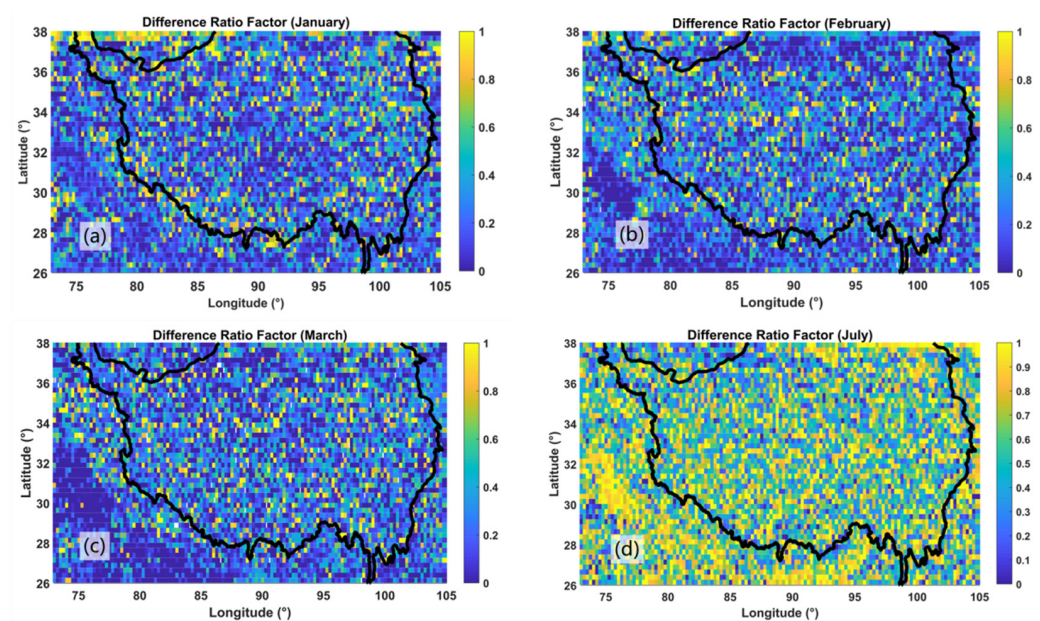 Difference Ratio Factor (January)
38
36
34
32
30
28
26
Latitude (°)
75 80 85 90 95 100 105
Longitude (°)
1
0.8
0.6
0.4
0.2
0
(a)
Difference Ratio Factor (February)
38
36
34
32
30
28
26
Latitude (°)
75 80 85 90 95 100 105
Longitude (°)
1
0.8
0.6
0.4
0.2
0
(b)
Difference Ratio Factor (March)
38
36
34
32
30
28
26
Latitude (°)
75 80 85 90 95 100 105
Longitude (°)
1
0.8
0.6
0.4
0.2
0
(c)
Difference Ratio Factor (July)
38
36
34
32
30
28
26
Latitude (°)
75 80 85 90 95 100 105
Longitude (°)
1
0.9
0.8
0.7
0.6
0.5
0.4
0.3
0.2
0.1
0
(d)